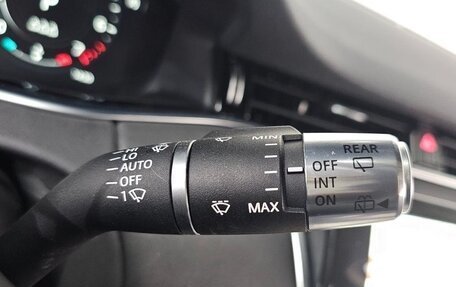 HI
LO
AUTO
OFF
1
MIN
MAX
REAR
OFF
INT
ON